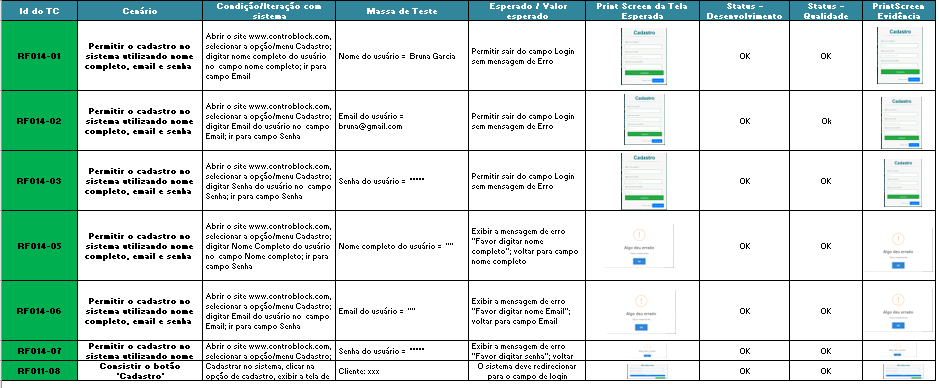 Id do TC
Cenário
Condição/Iteração com
sistema
Massa de Teste
Esperado / Valor
esperado
Print Screen da Tela
Esperada
Status -
Desenvolvimento
Status -
Qualidade
PrintScreen
Evidência
RF014-01
Permitir o cadastro no
sistema utilizando nome
completo, email e senha
Abrir o site www.controblock.com,
selecionar a opção/menu Cadastro;
digitar nome completo do usuário
no campo nome completo; ir para
campo Email
Nome do usuário = Bruna Garcia
Permitir sair do campo Login
sem mensagem de Erro
Cadastro
OK
OK
Cadastro
RF014-02
Permitir o cadastro no
sistema utilizando nome
completo, email e senha
Abrir o site www.controblock.com,
selecionar a opção/menu Cadastro;
digitar Email do usuário no campo
Email; ir para campo Senha
Email do usuário =
bruna@gmail.com
Permitir sair do campo Login
sem mensagem de Erro
Cadastro
OK
Ok
Cadastro
RF014-03
Permitir o cadastro no
sistema utilizando nome
completo, email e senha
Abrir o site www.controblock.com,
selecionar a opção/menu Cadastro;
digitar Senha do usuário no campo
Senha; ir para campo Senha
Senha do usuário = *****
Permitir sair do campo Login
sem mensagem de Erro
Cadastro
OK
OK
Cadastro
RF014-05
Permitir o cadastro no
sistema utilizando nome
completo, email e senha
Abrir o site www.controblock.com,
selecionar a opção/menu Cadastro;
digitar Nome Completo do usuário
no campo Nome completo; ir para
campo Senha
Nome completo do usuário = ""
Exibir a mensagem de erro
"Favor digitar nome
completo"; voltar para campo
nome completo
Algo deu errado
OK
OK
Algo deu errado
RF014-06
Permitir o cadastro no
sistema utilizando nome
completo, email e senha
Abrir o site www.controblock.com,
selecionar a opção/menu Cadastro;
digitar Email do usuário no campo
Email; ir para campo Senha
Email do usuário = ""
Exibir a mensagem de erro
"Favor digitar nome Email";
voltar para campo Email
Algo deu errado
OK
OK
Algo deu errado
RF014-07
Permitir o cadastro no
sistema utilizando nome
Abrir o site www.controblock.com,
selecionar a opção/menu Cadastro;
Senha do usuário = *****
Exibir a mensagem de erro
"Favor digitar senha"; voltar
OK
OK
RF011-08
Consistir o botão
"Cadastro"
Cadastrar no sistema, clicar na
opção de cadastro, exibir a tela de
Cliente: xxx
O sistema deve redirecionar
para o campo de login
OK
OK